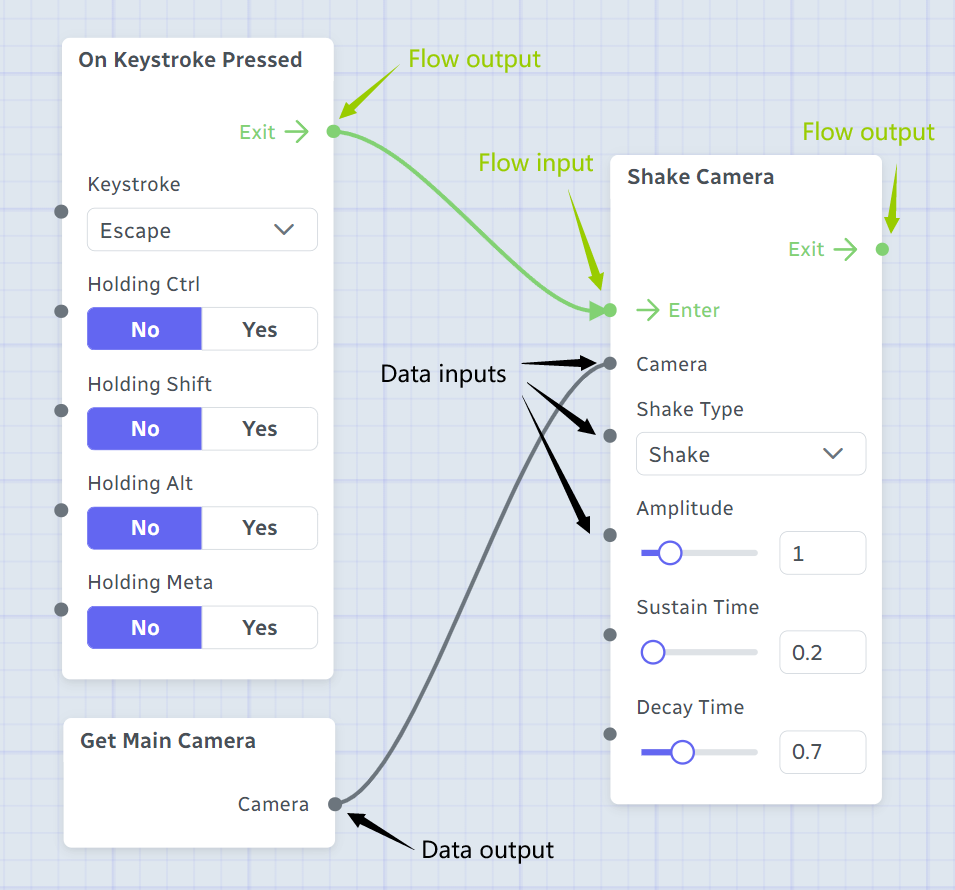 On Keystroke Pressed
Flow output
Exit
Keystroke
Escape
Holding Ctrl
No Yes
Holding Shift
No Yes
Holding Alt
No Yes
Holding Meta
No Yes
Get Main Camera
Camera
Data output
Data inputs
Flow input
Flow output
Shake Camera
Exit
Enter
Camera
Shake Type
Shake
Amplitude
1
Sustain Time
0.2
Decay Time
0.7